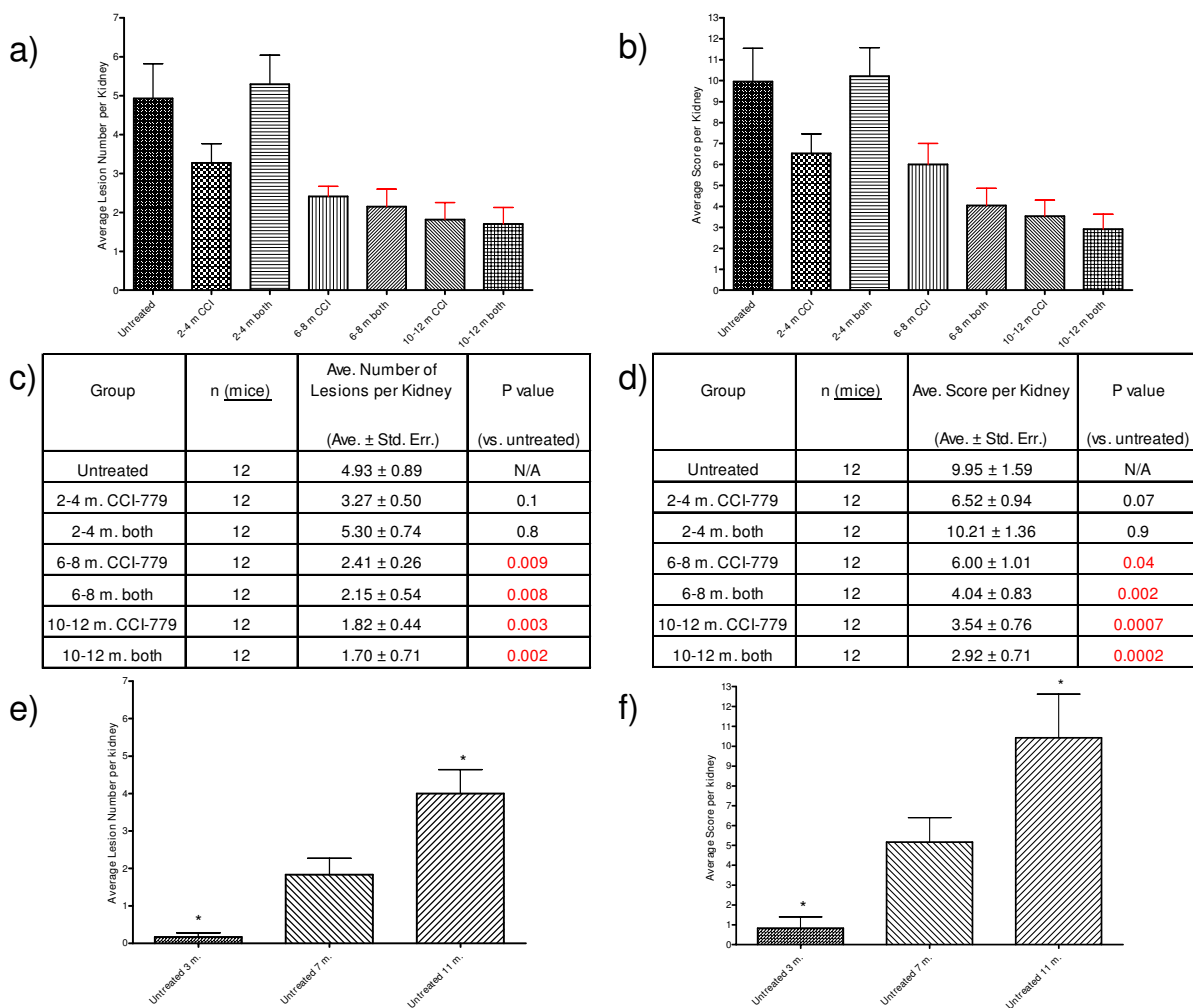 a)
Average Lesion Number per Kidney
7
6
5
4
3
2
1
0
Untreated
2-4 m CCI
2-4 m both
6-8 m CCI
6-8 m both
10-12 m CCI
10-12 m both
b)
Average Score per Kidney
13
12
11
10
9
8
7
6
5
4
3
2
1
0
Untreated
2-4 m CCI
2-4 m both
6-8 m CCI
6-8 m both
10-12 m CCI
10-12 m both
c)
Group n (mice) Ave. Number of
Lesions per Kidney P value
(Ave. ± Std. Err.) (vs. untreated)
Untreated 12 4.93 ± 0.89 N/A
2-4 m. CCI-779 12 3.27 ± 0.50 0.1
2-4 m. both 12 5.30 ± 0.74 0.8
6-8 m. CCI-779 12 2.41 ± 0.26 0.009
6-8 m. both 12 2.15 ± 0.54 0.008
10-12 m. CCI-779 12 1.82 ± 0.44 0.003
10-12 m. both 12 1.70 ± 0.71 0.002
d)
Group n (mice) Ave. Score per Kidney P value
(Ave. ± Std. Err.) (vs. untreated)
Untreated 12 9.95 ± 1.59 N/A
2-4 m. CCI-779 12 6.52 ± 0.94 0.07
2-4 m. both 12 10.21 ± 1.36 0.9
6-8 m. CCI-779 12 6.00 ± 1.01 0.04
6-8 m. both 12 4.04 ± 0.83 0.002
10-12 m. CCI-779 12 3.54 ± 0.76 0.0007
10-12 m. both 12 2.92 ± 0.71 0.0002
e)
Average Lesion Number per kidney
7
6
5
4
3
2
1
0
*
*
Untreated 3 m.
Untreated 7 m.
Untreated 11 m.
f)
Average Score per kidney
13
12
11
10
9
8
7
6
5
4
3
2
1
0
*
*
Untreated 3 m.
Untreated 7 m.
Untreated 11 m.